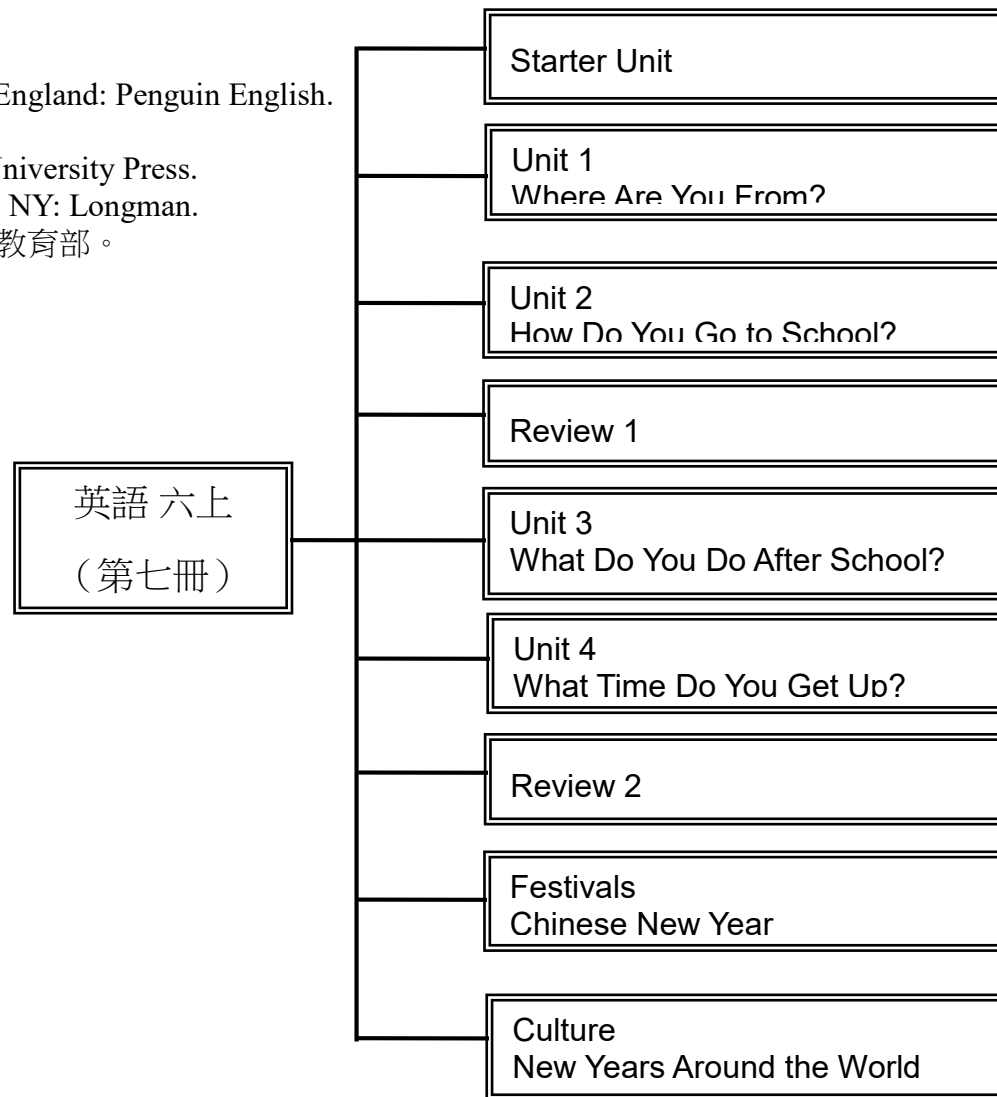 England: Penguin English.
University Press.
NY: Longman.
教育部。
英語 六上
（第七冊）
Starter Unit
Unit 1
Where Are You From?
Unit 2
How Do You Go to School?
Review 1
Unit 3
What Do You Do After School?
Unit 4
What Time Do You Get Up?
Review 2
Festivals
Chinese New Year
Culture
New Years Around the World